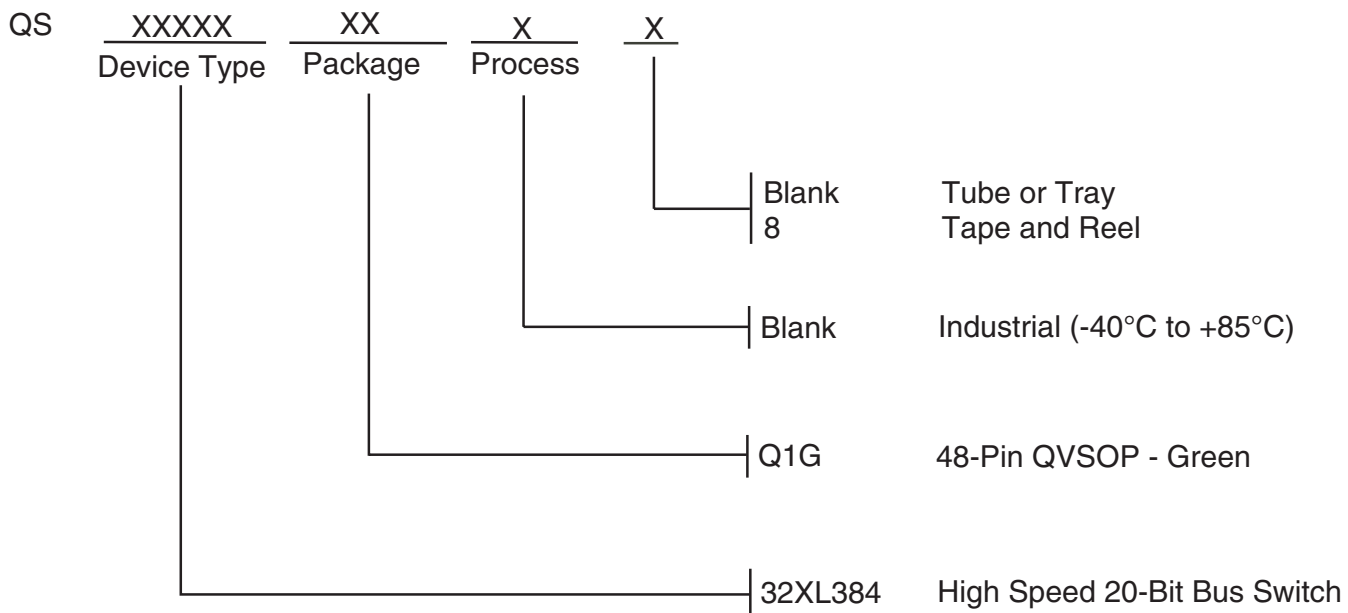 QS XXXXX XX X X
Device Type Package Process
Blank Tube or Tray
8 Tape and Reel
Blank Industrial (-40°C to +85°C)
Q1G 48-Pin QVSOP - Green
32XL384 High Speed 20-Bit Bus Switch